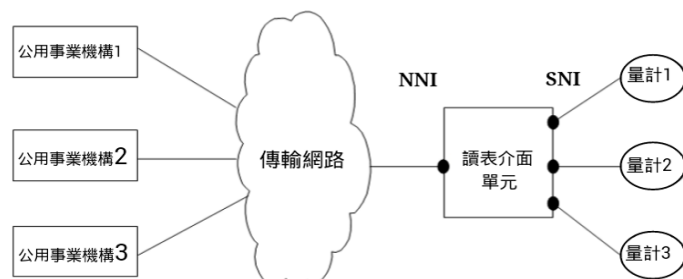 公用事業機構1
公用事業機構2
公用事業機構3
傳輸網路
NNI
SNI
讀表介面
單元
量計1
量計2
量計3